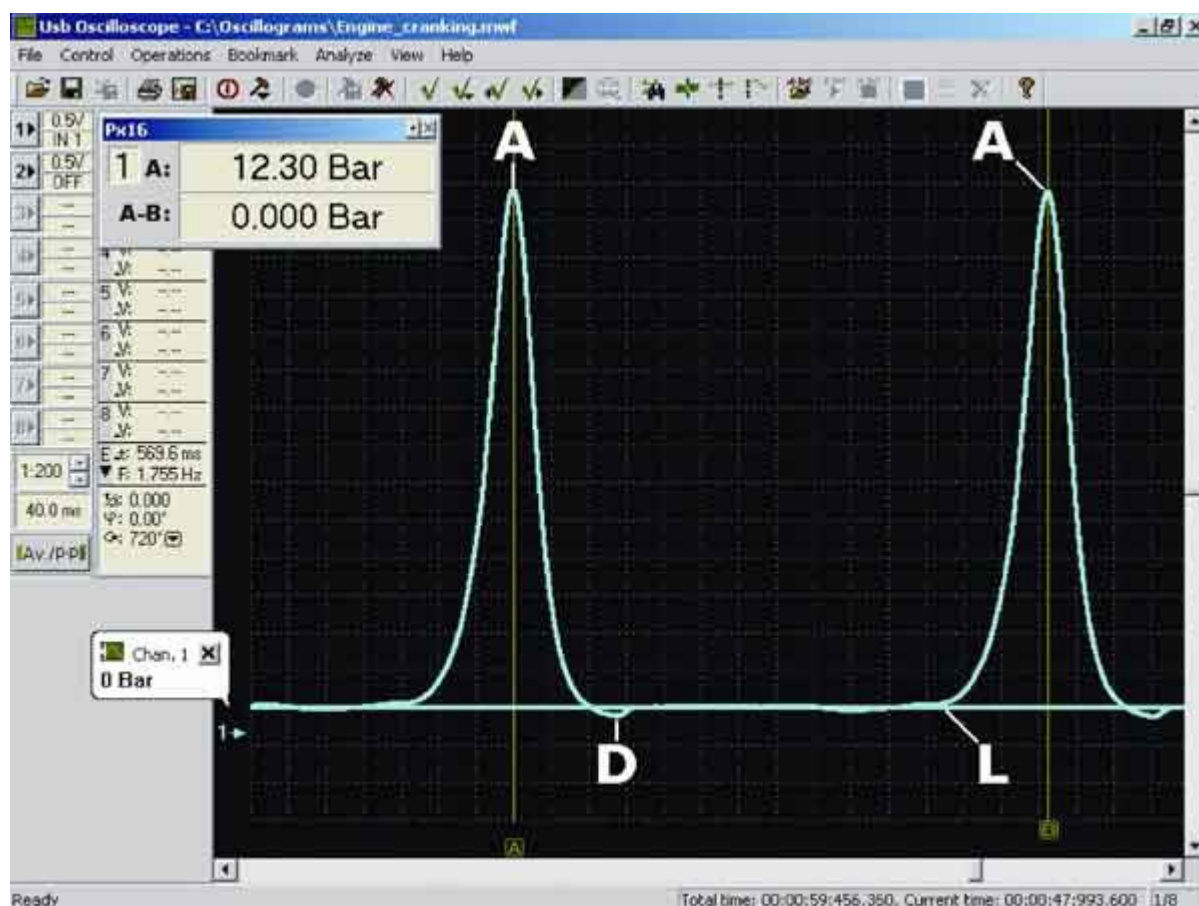 Usb Oscilloscope - C:\Oscillograms\Engine_cranking.mwf
File Control Operations Bookmark Analyze View Help
1 0.5V
IN 1
2 0.5V
OFF
Px16
1 A: 12.30 Bar
A-B: 0.000 Bar
A
A
5 V: -.--
6 V: -.--
7 V: -.--
8 V: -.--
1:200
569.6 ms
F: 1.755 Hz
40.0 ms
0.000
φ: 0.00°
720°
Av./P-P
Chan. 1
0 Bar
1
D
L
A
B
Ready
Total time: 00:00:59:456.360, Current time: 00:00:47:993.600 1/8